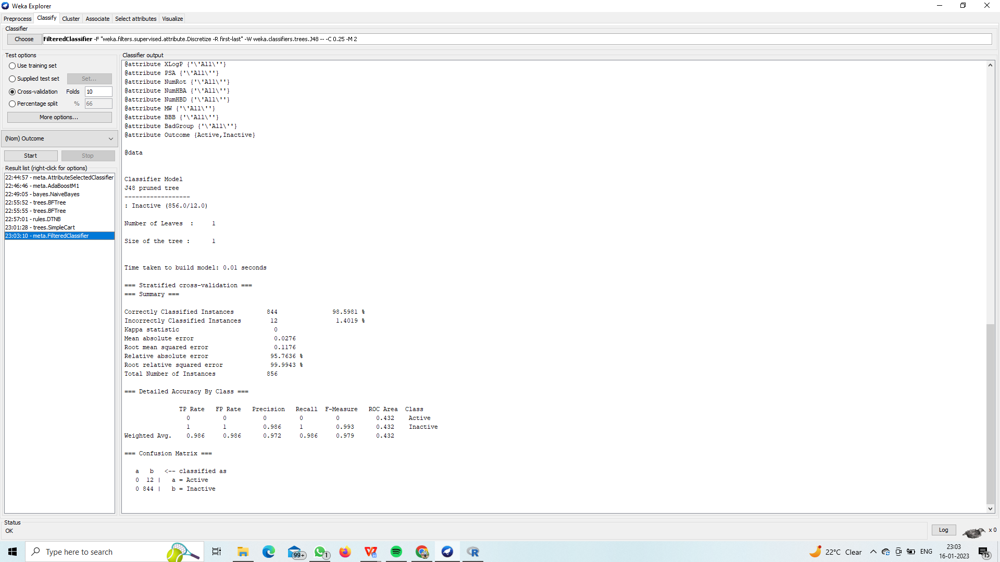 Weka Explorer
Preprocess Classify Cluster Associate Select attributes Visualize
Classifier
Choose FilteredClassifier -F "weka.filters.supervised.attribute.Discretize -R first-last" -W weka.classifiers.trees.J48 -- -C 0.25 -M 2
Test options
Use training set
Supplied test set Set...
Cross-validation Folds 10
Percentage split % 66
More options...
(Nom) Outcome
Start Stop
Result list (right-click for options)
22:44:57 - meta.AttributeSelectedClassifier
22:46:46 - meta.AdaBoostM1
22:49:05 - bayes.NaiveBayes
22:55:52 - trees.BFTree
22:55:55 - trees.BFTree
22:57:01 - rules.DTNB
23:01:28 - trees.SimpleCart
23:03:10 - meta.FilteredClassifier
Classifier output
@attribute XLogP {'\'All\''}
@attribute PSA {'\'All\''}
@attribute NumRot {'\'All\''}
@attribute NumHBA {'\'All\''}
@attribute NumHBD {'\'All\''}
@attribute MW {'\'All\''}
@attribute BBB {'\'All\''}
@attribute BadGroup {'\'All\''}
@attribute Outcome {Active,Inactive}
@data
Classifier Model
J48 pruned tree
------------------
: Inactive (856.0/12.0)
Number of Leaves : 1
Size of the tree : 1
Time taken to build model: 0.01 seconds
=== Stratified cross-validation ===
=== Summary ===
Correctly Classified Instances 844 98.5981 %
Incorrectly Classified Instances 12 1.4019 %
Kappa statistic 0
Mean absolute error 0.0276
Root mean squared error 0.1176
Relative absolute error 95.7636 %
Root relative squared error 99.9943 %
Total Number of Instances 856
=== Detailed Accuracy By Class ===
TP Rate FP Rate Precision Recall F-Measure ROC Area Class
0 0 0 0 0 0.432 Active
1 1 0.986 1 0.993 0.432 Inactive
Weighted Avg. 0.986 0.986 0.972 0.986 0.979 0.432
=== Confusion Matrix ===
a b <-- classified as
0 12 | a = Active
0 844 | b = Inactive
Status
OK
Log x 0
Type here to search
99+
1
22°C Clear
ENG
23:03
16-01-2023
15